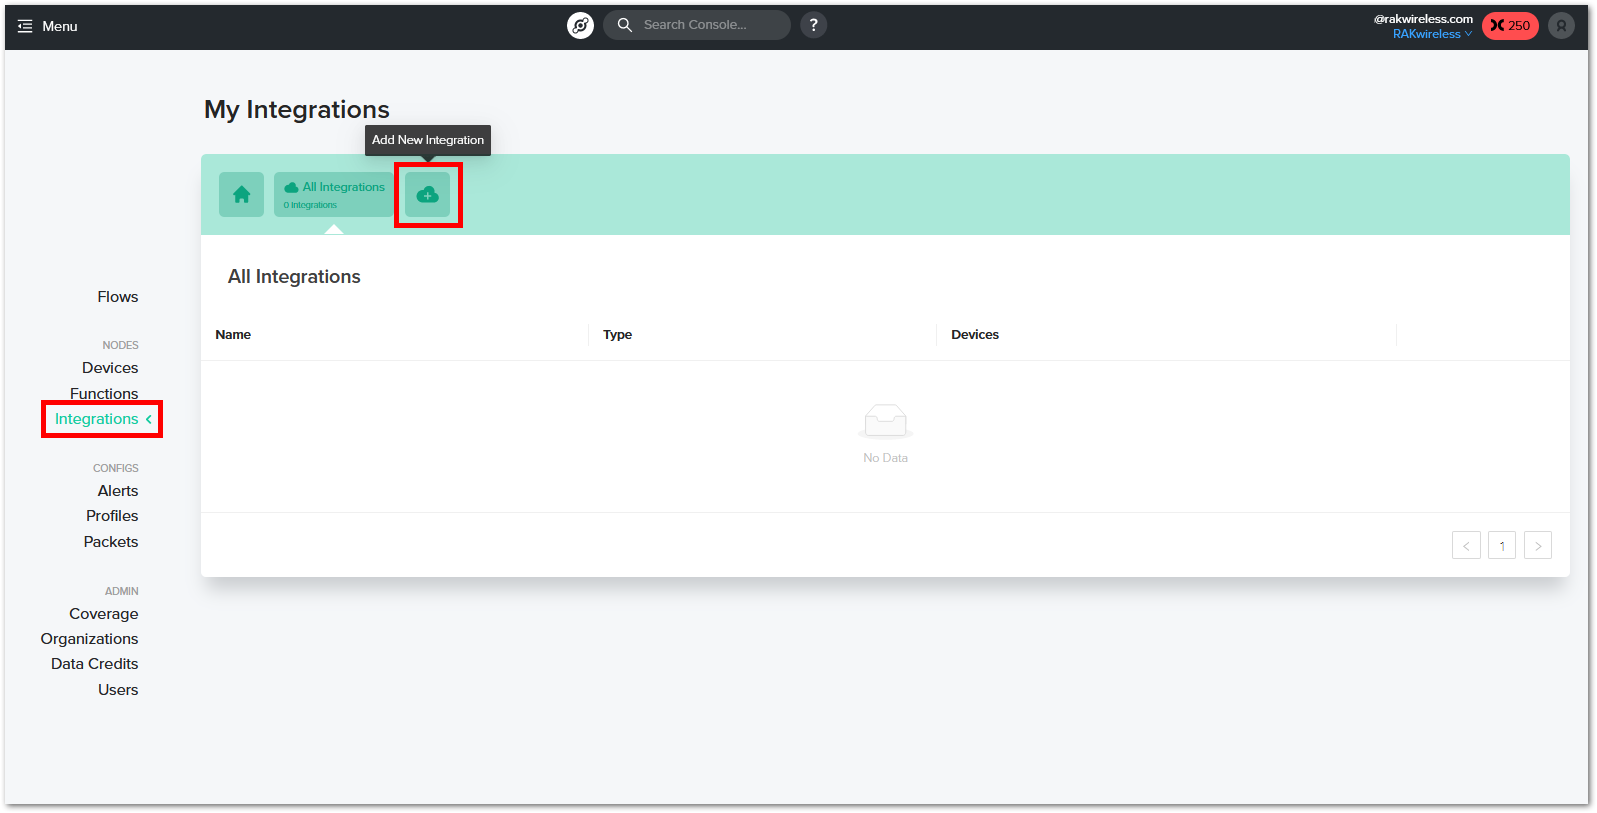 Menu
Search Console...
?
@rakwireless.com
RAKwireless
250
My Integrations
Add New Integration
All Integrations
0 Integrations
All Integrations
Name
Type
Devices
No Data
< 1 >
Flows
NODES
Devices
Functions
Integrations <
CONFIGS
Alerts
Profiles
Packets
ADMIN
Coverage
Organizations
Data Credits
Users